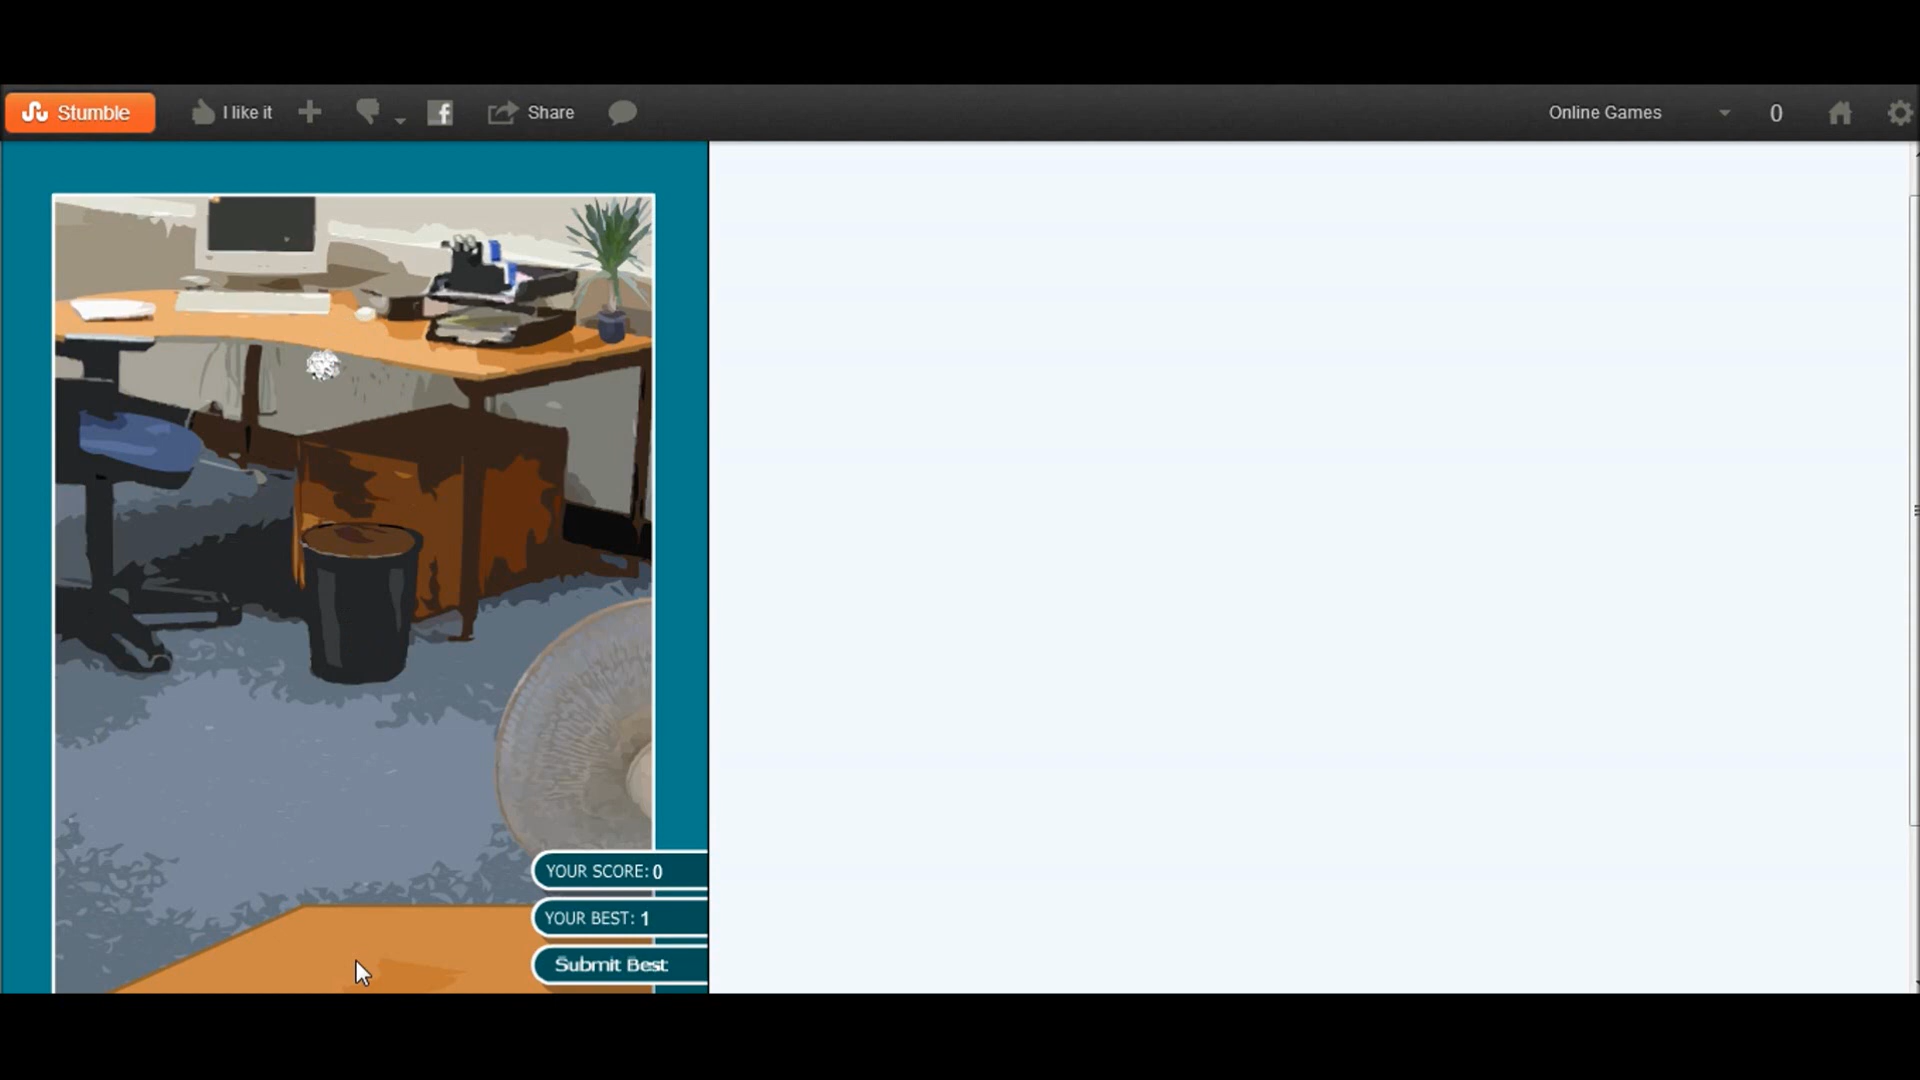 Stumble I like it Share Online Games 0
YOUR SCORE: 0
YOUR BEST: 1
Submit Best